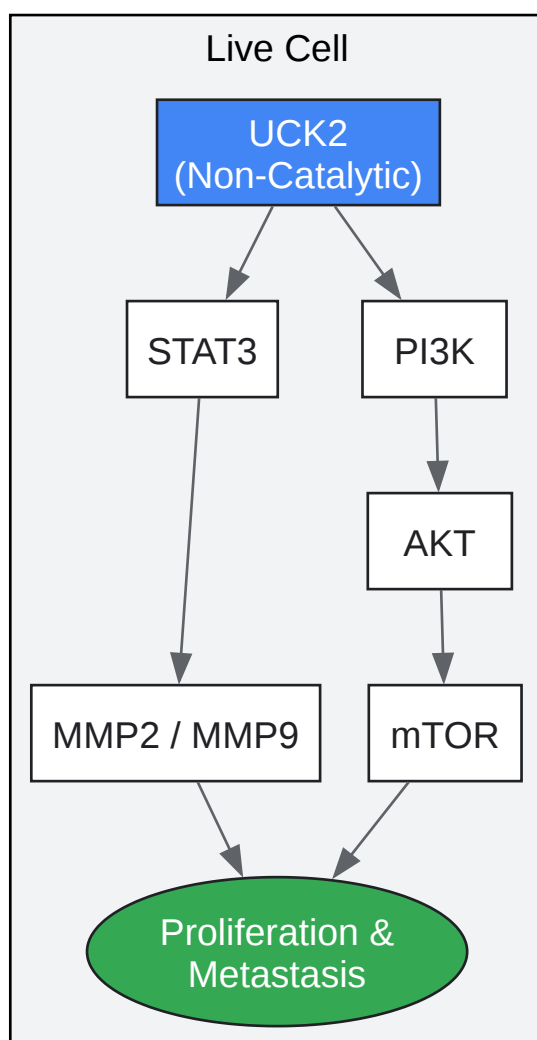 Live Cell
UCK2
(Non-Catalytic)
STAT3
PI3K
AKT
MMP2 / MMP9
mTOR
Proliferation &
Metastasis